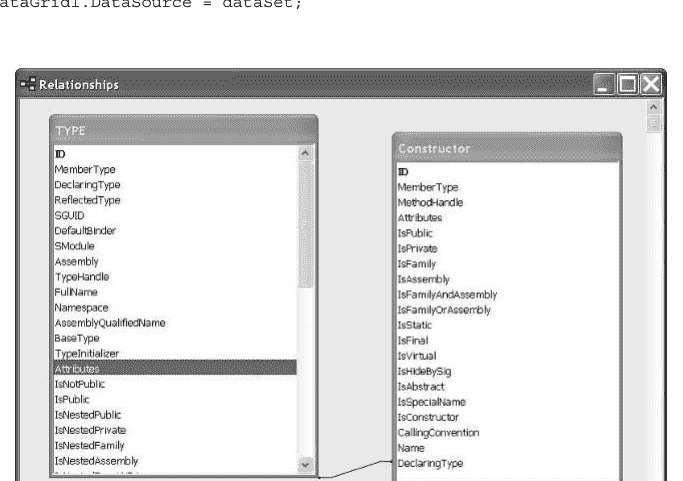 ataGrid1.DataSource = dataSet;
Relationships
TYPE
ID
MemberType
DeclaringType
ReflectedType
SGUID
DefaultBinder
SModule
Assembly
TypeHandle
FullName
Namespace
AssemblyQualifiedName
BaseType
TypeInitializer
Attributes
IsNotPublic
IsPublic
IsNestedPublic
IsNestedPrivate
IsNestedFamily
IsNestedAssembly
Constructor
ID
MemberType
MethodHandle
Attributes
IsPublic
IsPrivate
IsFamily
IsAssembly
IsFamilyAndAssembly
IsFamilyOrAssembly
IsStatic
IsFinal
IsVirtual
IsHideBySig
IsAbstract
IsSpecialName
IsConstructor
CallingConvention
Name
DeclaringType